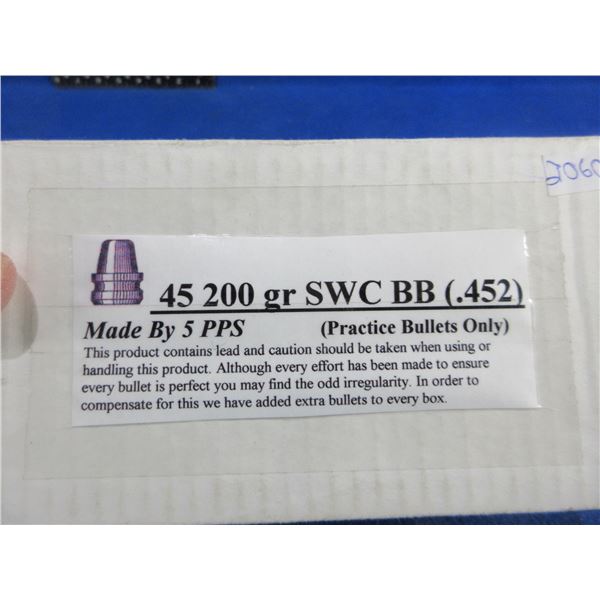 45 200 gr SWC BB (.452)
Made By 5 PPS (Practice Bullets Only)
This product contains lead and caution should be taken when using or
handling this product. Although every effort has been made to ensure
every bullet is perfect you may find the odd irregularity. In order to
compensate for this we have added extra bullets to every box.